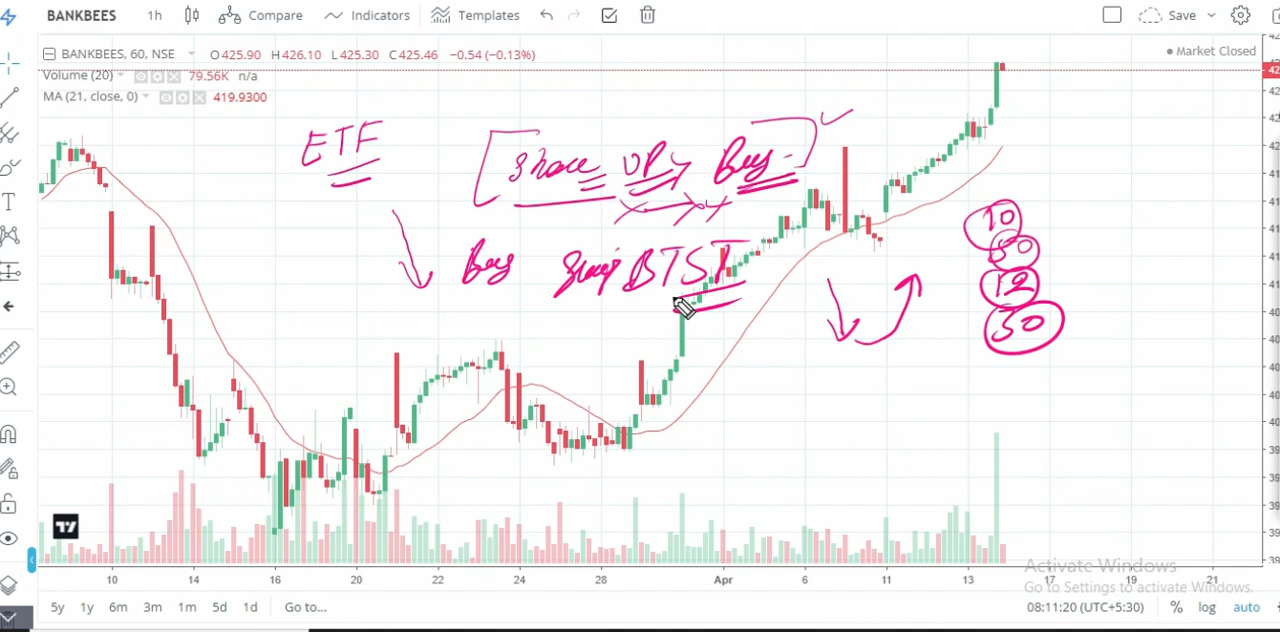 BANKBEES 1h Compare Indicators Templates Save
BANKBEES, 60, NSE O425.90 H426.10 L425.30 C425.46 −0.54 (−0.13%)
Market Closed
Volume (20) 79.56K n/a
MA (21, close, 0) 419.9300
ETF
Share UP Buy
10
50
12
50
Buy BTST
10 14 16 20 22 24 28 Apr 6 11 13 17 19 21
Activate Windows
Go to Settings to activate Windows.
5y 1y 6m 3m 1m 5d 1d Go to... 08:11:20 (UTC+5:30) % log auto